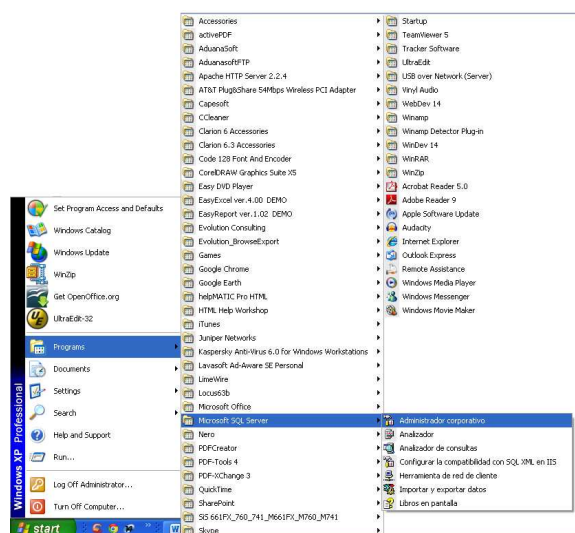 Accessories
activePDF
AduanaSoft
AduanasoftFTP
Apache HTTP Server 2.2.4
AT&T Plug&Share 54Mbps Wireless PCI Adapter
Capesoft
CCleaner
Clarion 6 Accessories
Clarion 6.3 Accessories
Code 128 Font And Encoder
CorelDRAW Graphics Suite X5
Easy DVD Player
EasyExcel ver.4.00 DEMO
EasyReport ver.1.02 DEMO
Evolution Consulting
Evolution_BrowseExport
Games
Google Chrome
Google Earth
helpMATIC Pro HTML
HTML Help Workshop
iTunes
Juniper Networks
Kaspersky Anti-Virus 6.0 for Windows Workstations
Lavasoft Ad-Aware SE Personal
LimeWire
Locus63b
Microsoft Office
Microsoft SQL Server
Nero
PDFCreator
PDF-Tools 4
PDF-XChange 3
QuickTime
SharePoint
SiS 661FX_760_741_M661FX_M760_M741
Skype
Startup
TeamViewer 5
Tracker Software
UltraEdit
USB over Network (Server)
Vinyl Audio
WebDev 14
Winamp
Winamp Detector Plug-in
WinDev 14
WinRAR
WinZip
Acrobat Reader 5.0
Adobe Reader 9
Apple Software Update
Audacity
Internet Explorer
Outlook Express
Remote Assistance
Windows Media Player
Windows Messenger
Windows Movie Maker
Administrador corporativo
Analizador
Analizador de consultas
Configurar la compatibilidad con SQL XML en IIS
Herramienta de red de cliente
Importar y exportar datos
Libros en pantalla
Set Program Access and Defaults
Windows Catalog
Windows Update
WinZip
Get OpenOffice.org
UltraEdit-32
Programs
Documents
Settings
Search
Help and Support
Run...
Log Off Administrator...
Turn Off Computer...
Windows XP Professional
start